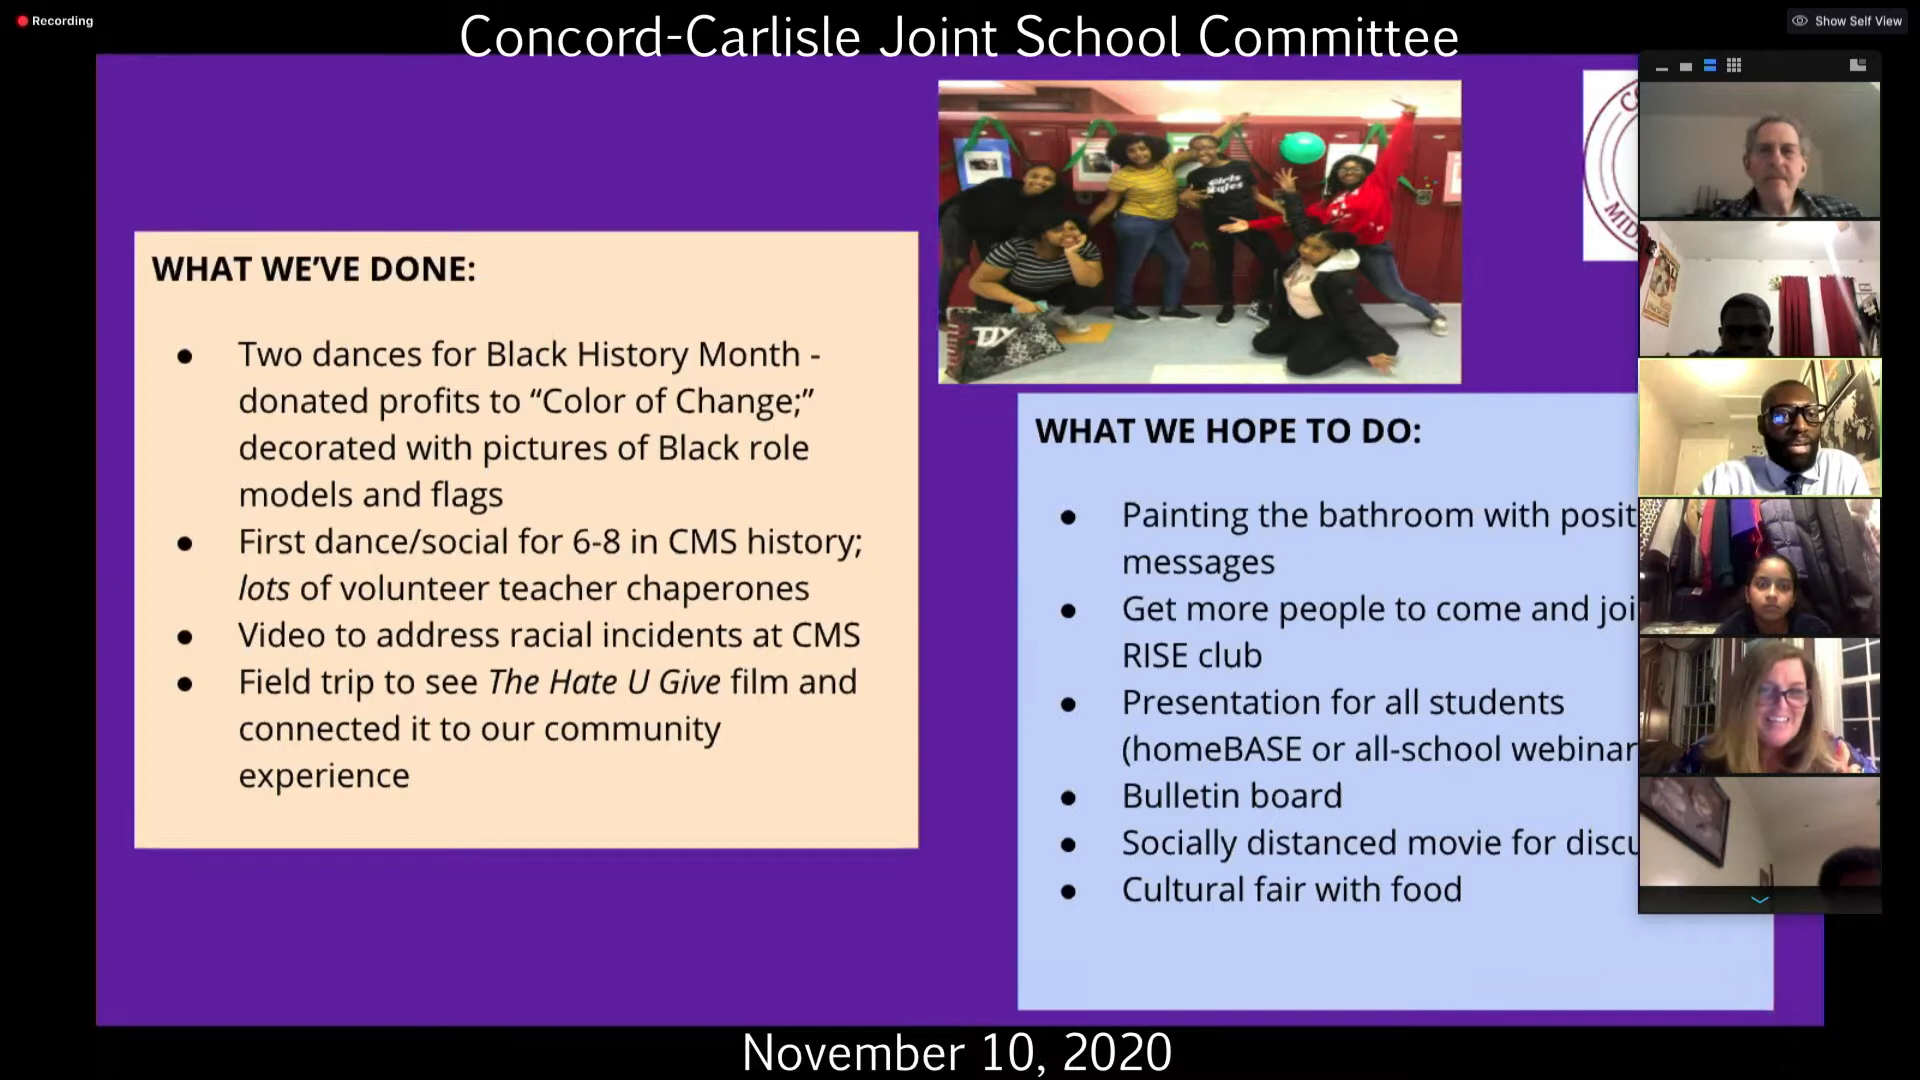 Recording
Concord-Carlisle Joint School Committee
Show Self View
WHAT WE'VE DONE:
● Two dances for Black History Month -
donated profits to “Color of Change;”
decorated with pictures of Black role
models and flags
● First dance/social for 6-8 in CMS history;
lots of volunteer teacher chaperones
● Video to address racial incidents at CMS
● Field trip to see The Hate U Give film and
connected it to our community
experience
Girls
Rules
WHAT WE HOPE TO DO:
● Painting the bathroom with posit
messages
● Get more people to come and joi
RISE club
● Presentation for all students
(homeBASE or all-school webinar
● Bulletin board
● Socially distanced movie for discu
● Cultural fair with food
November 10, 2020